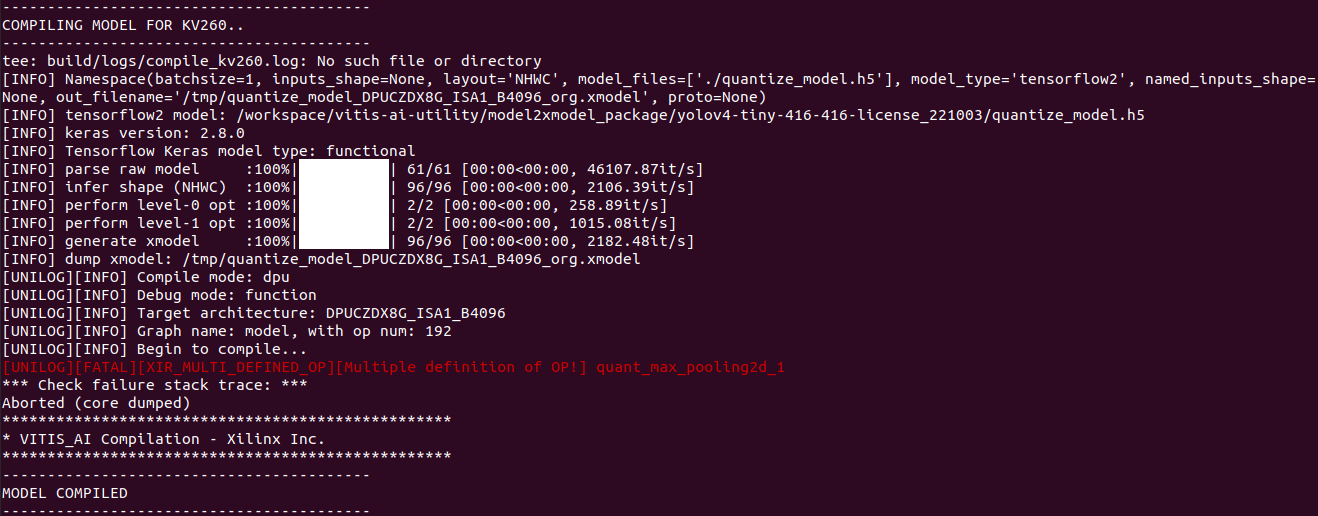 -----------------------------------------
COMPILING MODEL FOR KV260..
-----------------------------------------
tee: build/logs/compile_kv260.log: No such file or directory
[INFO] Namespace(batchsize=1, inputs_shape=None, layout='NHWC', model_files=['./quantize_model.h5'], model_type='tensorflow2', named_inputs_shape=
None, out_filename='/tmp/quantize_model_DPUCZDX8G_ISA1_B4096_org.xmodel', proto=None)
[INFO] tensorflow2 model: /workspace/vitis-ai-utility/model2xmodel_package/yolov4-tiny-416-416-license_221003/quantize_model.h5
[INFO] keras version: 2.8.0
[INFO] Tensorflow Keras model type: functional
[INFO] parse raw model     :100%|██████████| 61/61 [00:00<00:00, 46107.87it/s]
[INFO] infer shape (NHWC)  :100%|██████████| 96/96 [00:00<00:00, 2106.39it/s]
[INFO] perform level-0 opt :100%|██████████| 2/2 [00:00<00:00, 258.89it/s]
[INFO] perform level-1 opt :100%|██████████| 2/2 [00:00<00:00, 1015.08it/s]
[INFO] generate xmodel     :100%|██████████| 96/96 [00:00<00:00, 2182.48it/s]
[INFO] dump xmodel: /tmp/quantize_model_DPUCZDX8G_ISA1_B4096_org.xmodel
[UNILOG][INFO] Compile mode: dpu
[UNILOG][INFO] Debug mode: function
[UNILOG][INFO] Target architecture: DPUCZDX8G_ISA1_B4096
[UNILOG][INFO] Graph name: model, with op num: 192
[UNILOG][INFO] Begin to compile...
[UNILOG][FATAL][XIR_MULTI_DEFINED_OP][Multiple definition of OP!] quant_max_pooling2d_1
*** Check failure stack trace: ***
Aborted (core dumped)
**************************************************
* VITIS_AI Compilation - Xilinx Inc.
**************************************************
-----------------------------------------
MODEL COMPILED
-----------------------------------------